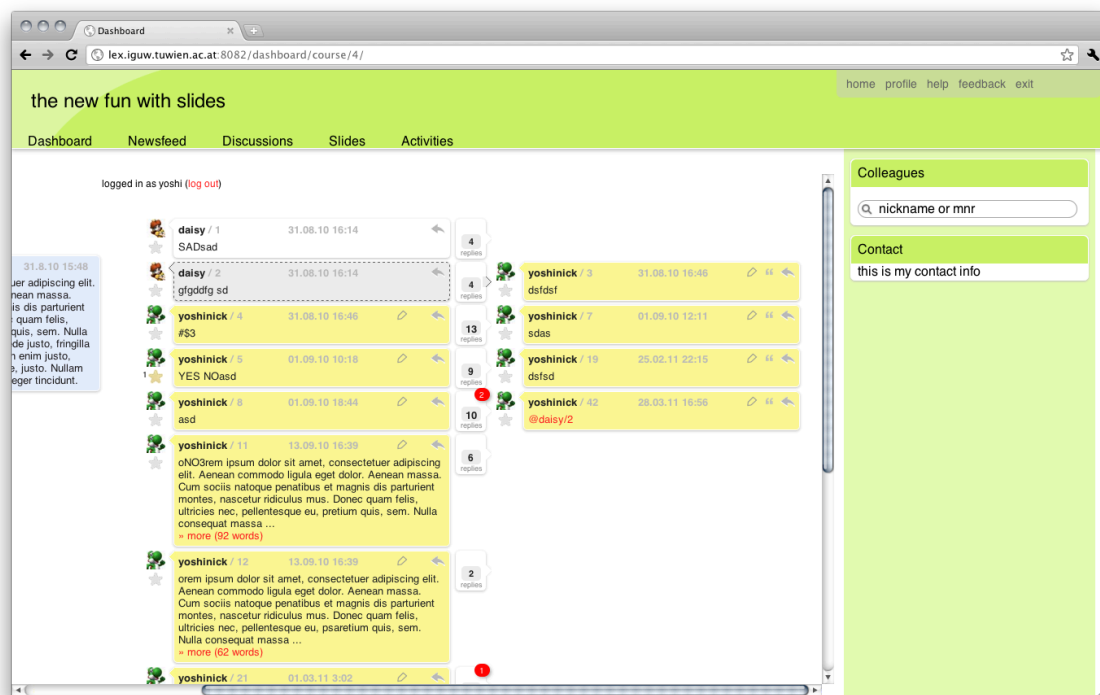 Dashboard
lex.iguw.tuwien.ac.at:8082/dashboard/course/4/
home profile help feedback exit
the new fun with slides
Dashboard Newsfeed Discussions Slides Activities
logged in as yoshi (log out)
31.8.10 15:48
uer adipiscing elit.
nean massa.
is dis parturient
quam felis,
quis, sem. Nulla
de justo, fringilla
enim justo,
, justo. Nullam
eger tincidunt.
daisy / 1 31.08.10 16:14
SADsad
4
replies
daisy / 2 31.08.10 16:14
gfgddfg sd
4
replies
yoshinick / 4 31.08.10 16:46
#$3
13
replies
yoshinick / 5 01.09.10 10:18
1 YES NOasd
9
replies
yoshinick / 8 01.09.10 18:44
asd
2
10
replies
yoshinick / 11 13.09.10 16:39
oNO3rem ipsum dolor sit amet, consectetuer adipiscing
elit. Aenean commodo ligula eget dolor. Aenean massa.
Cum sociis natoque penatibus et magnis dis parturient
montes, nascetur ridiculus mus. Donec quam felis,
ultricies nec, pellentesque eu, pretium quis, sem. Nulla
consequat massa ...
» more (92 words)
6
replies
yoshinick / 12 13.09.10 16:39
orem ipsum dolor sit amet, consectetuer adipiscing elit.
Aenean commodo ligula eget dolor. Aenean massa.
Cum sociis natoque penatibus et magnis dis parturient
montes, nascetur ridiculus mus. Donec quam felis,
ultricies nec, pellentesque eu, psaretium quis, sem.
Nulla consequat massa ...
» more (62 words)
2
replies
yoshinick / 21 01.03.11 3:02
1
yoshinick / 3 31.08.10 16:46
dsfdsf
yoshinick / 7 01.09.10 12:11
sdas
yoshinick / 19 25.02.11 22:15
dsfsd
yoshinick / 42 28.03.11 16:56
@daisy/2
Colleagues
nickname or mnr
Contact
this is my contact info